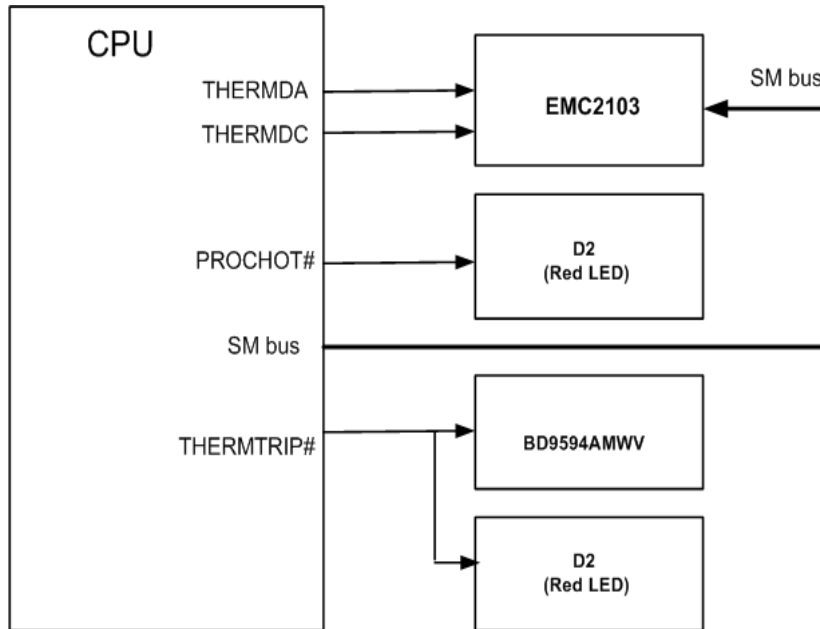 CPU
THERMDA
THERMDC
EMC2103
SM bus
PROCHOT#
D2
(Red LED)
SM bus
THERMTRIP#
BD9594AMWV
D2
(Red LED)